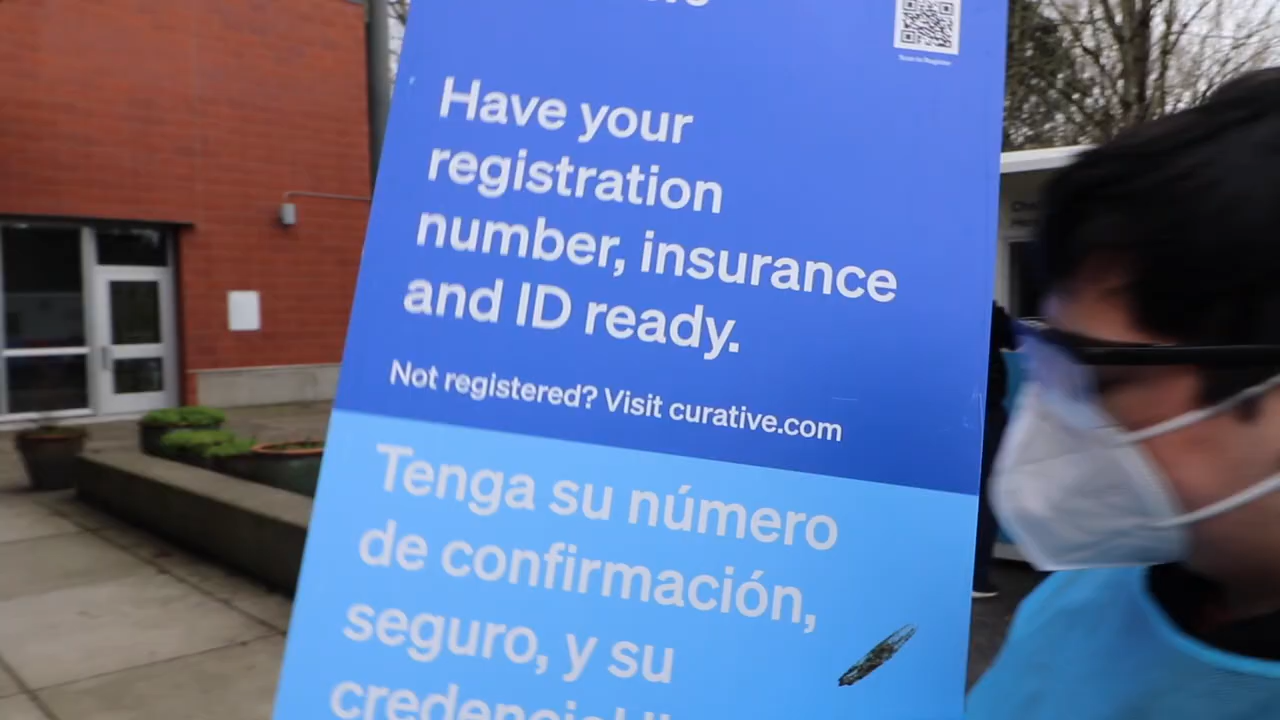 Have your
registration
number, insurance
and ID ready.
Not registered? Visit curative.com
Tenga su número
de confirmación,
seguro, y su